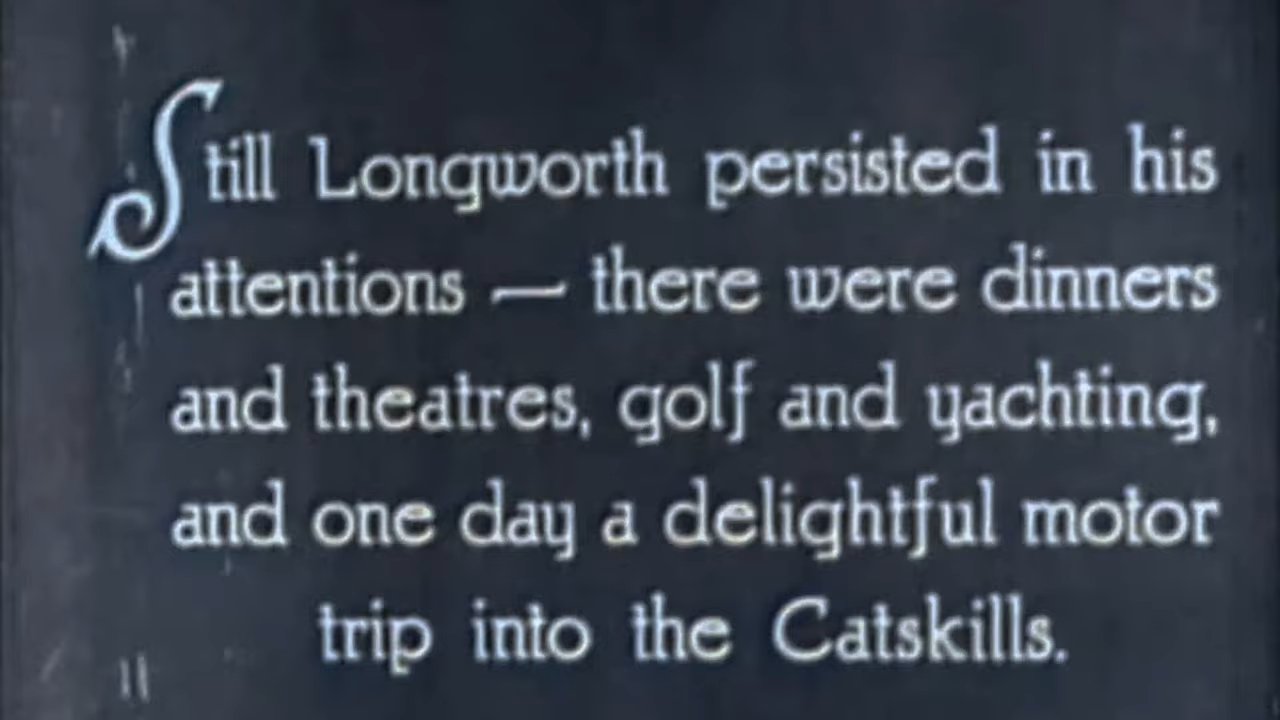 Still Longworth persisted in his
attentions — there were dinners
and theatres, golf and yachting,
and one day a delightful motor
trip into the Catskills.